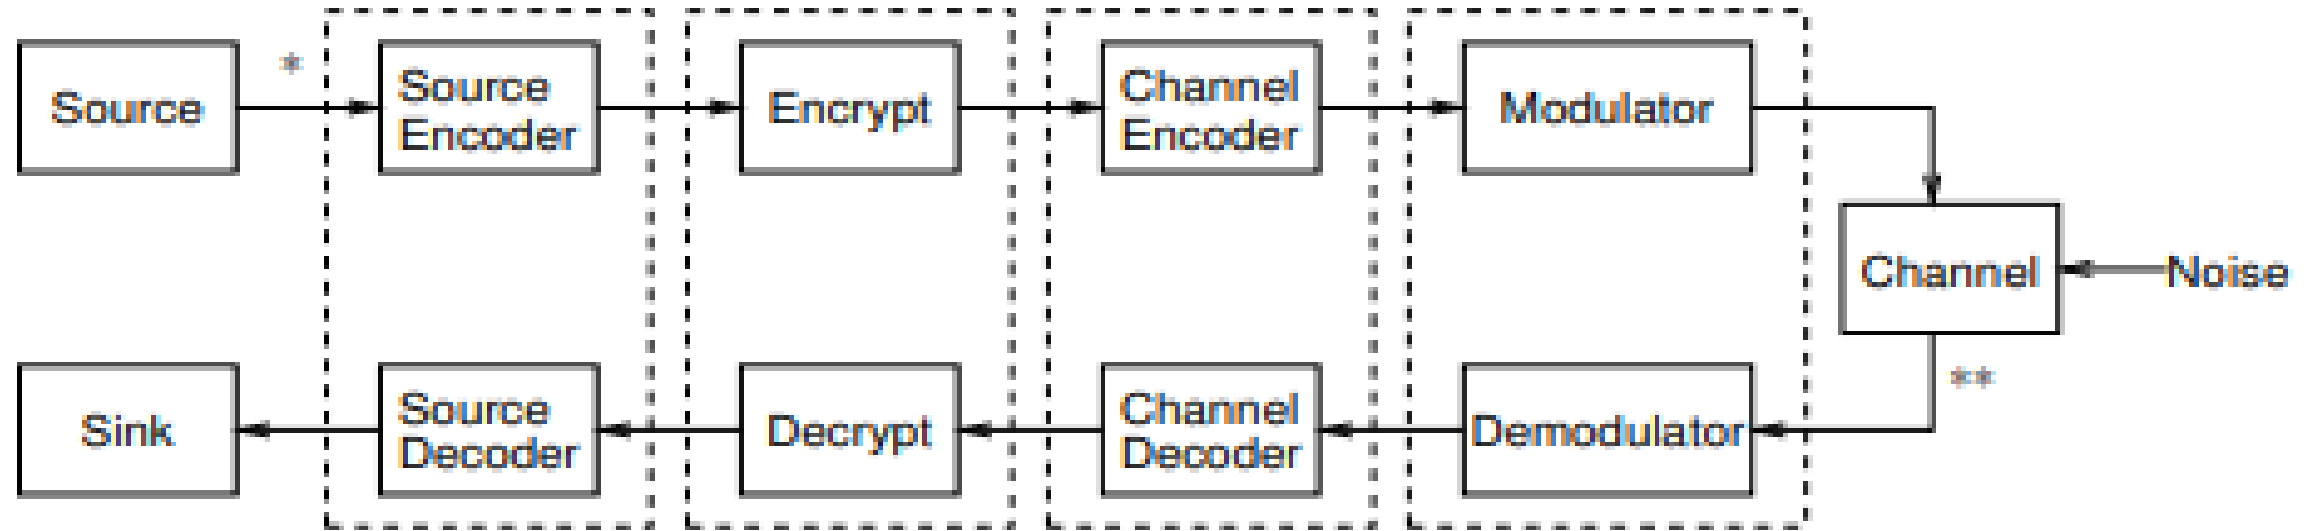 Source
*
Source
Encoder
Encrypt
Channel
Encoder
Modulator
Channel
Noise
**
Sink
Source
Decoder
Decrypt
Channel
Decoder
Demodulator